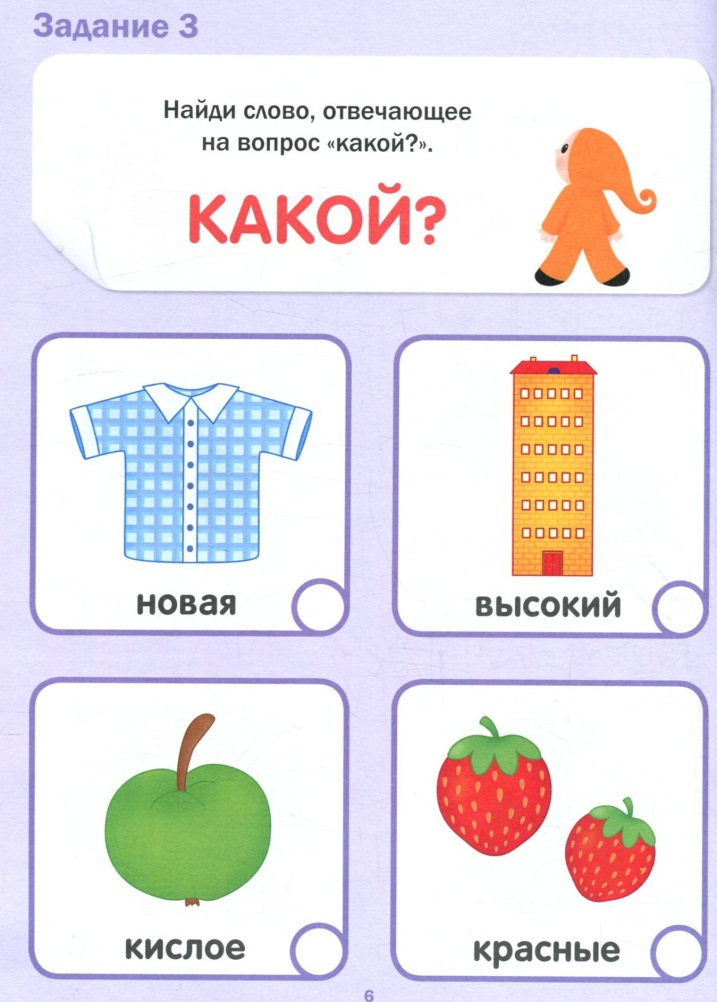 Задание 3
Найди слово, отвечающее
на вопрос «какой?».
КАКОЙ?
новая
высокий
кислое
красные
6